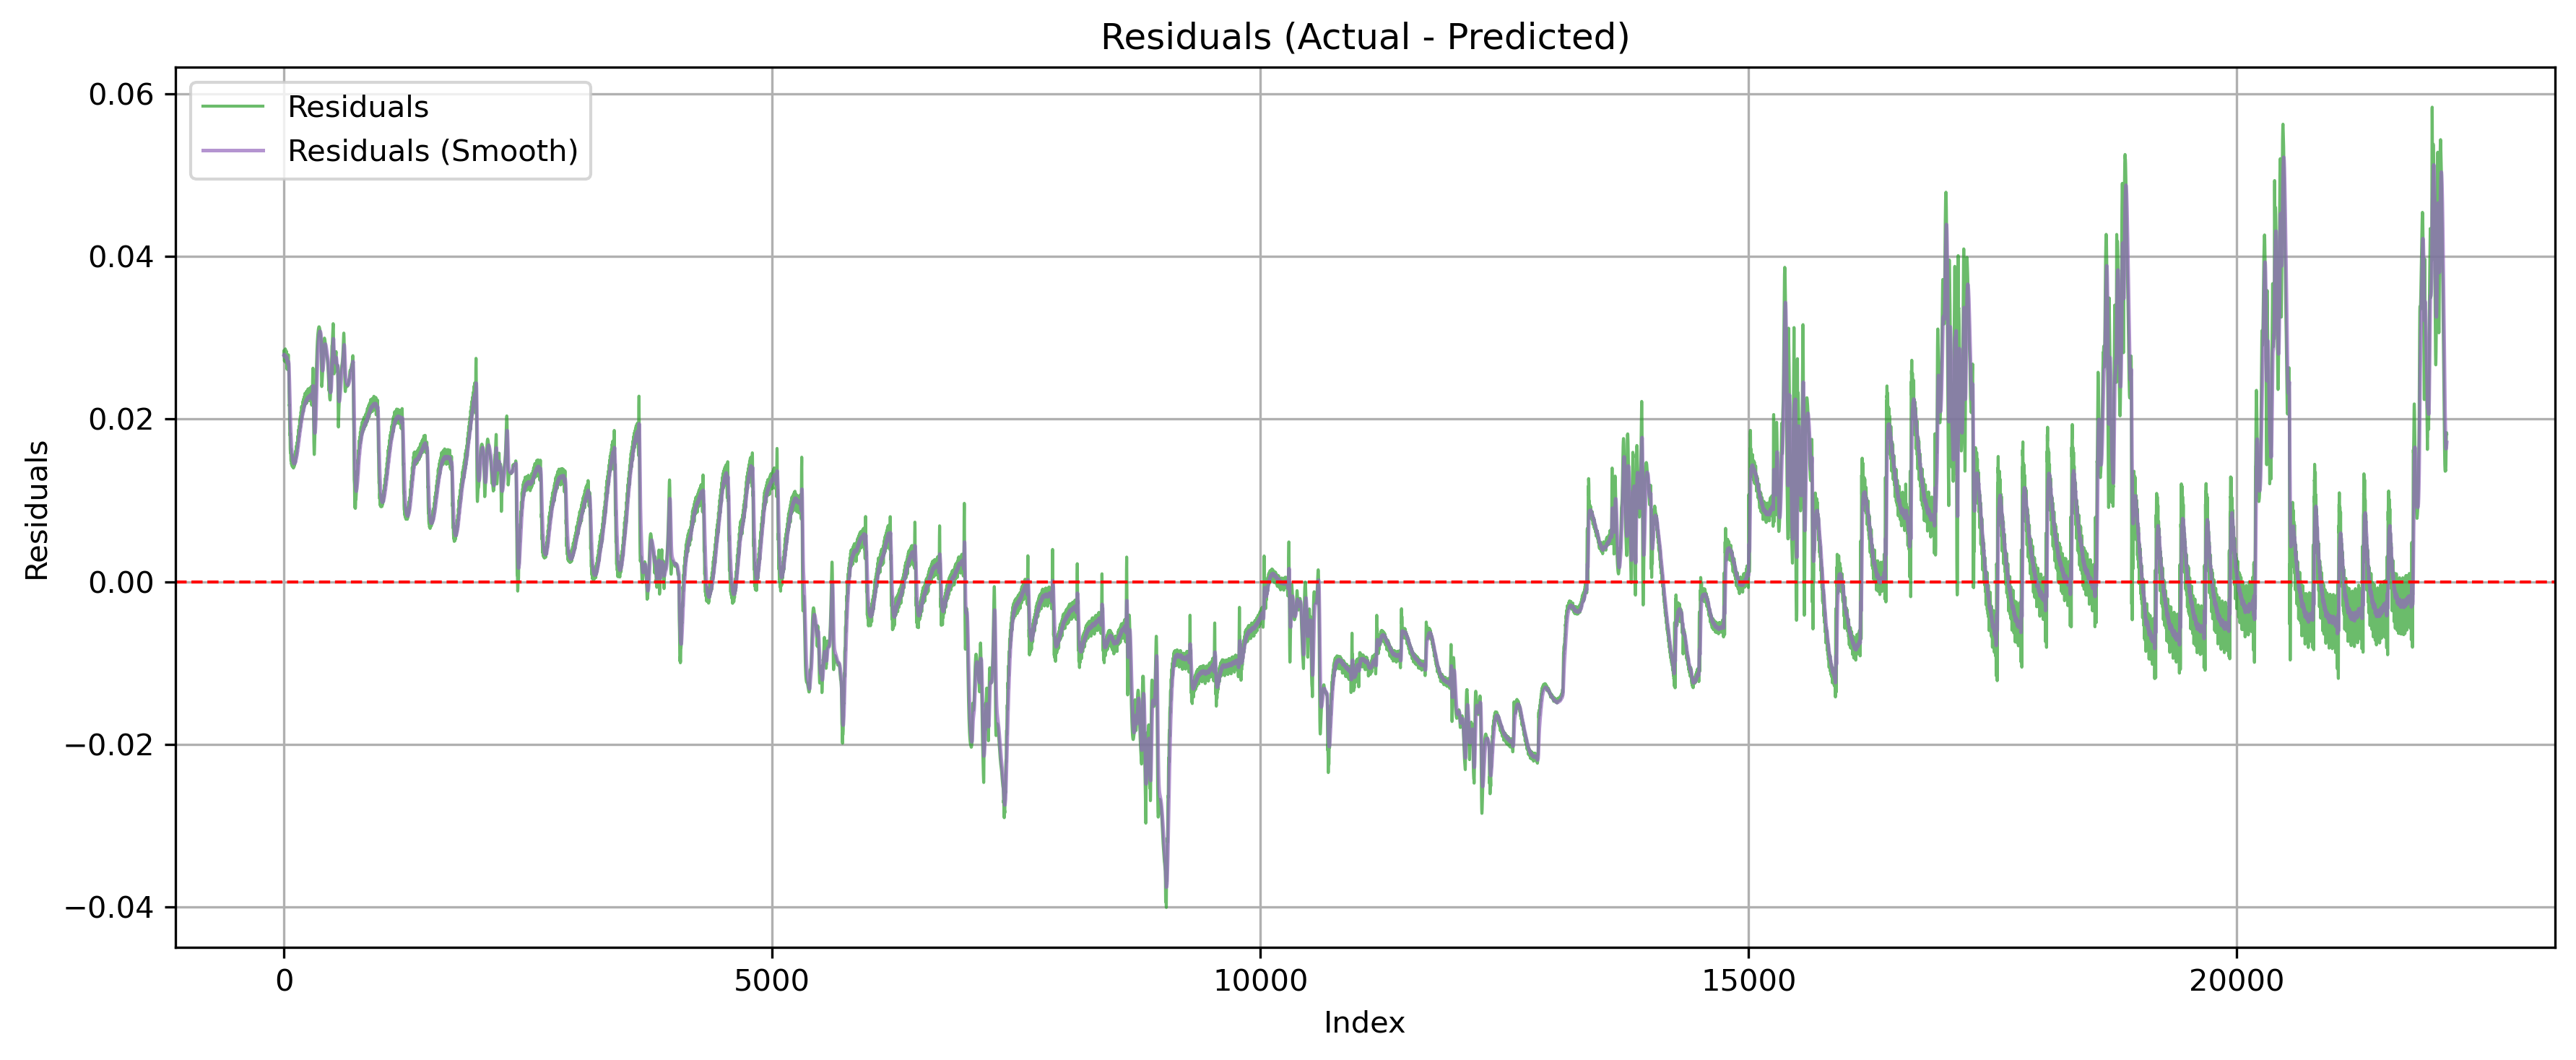 Residuals (Actual - Predicted)
Residuals
Residuals (Smooth)
0.06
0.04
0.02
0.00
−0.02
−0.04
Residuals
0
5000
10000
15000
20000
Index